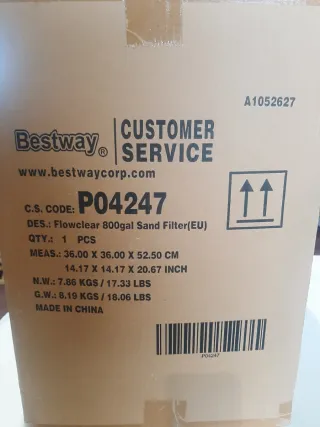 A1052627
Bestway®
CUSTOMER
SERVICE
www.bestwaycorp.com
C.S. CODE: P04247
DES.: Flowclear 800gal Sand Filter(EU)
QTY.: 1 PCS
MEAS.: 36.00 X 36.00 X 52.50 CM
14.17 X 14.17 X 20.67 INCH
N.W.: 7.86 KGS / 17.33 LBS
G.W.: 8.19 KGS / 18.06 LBS
MADE IN CHINA
P04247